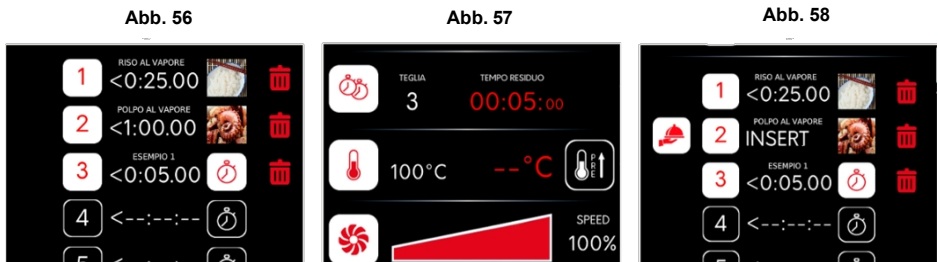 Abb. 56
1
RISO AL VAPORE
<0:25.00
2
POLPO AL VAPORE
<1:00.00
3
ESEMPIO 1
<0:05.00
4
<--:--:--
Abb. 57
TEGLIA
3
TEMPO RESIDUO
00:05:00
100°C
--°C
PRE
SPEED
100%
Abb. 58
1
RISO AL VAPORE
<0:25.00
2
POLPO AL VAPORE
INSERT
3
ESEMPIO 1
<0:05.00
4
<--:--:--